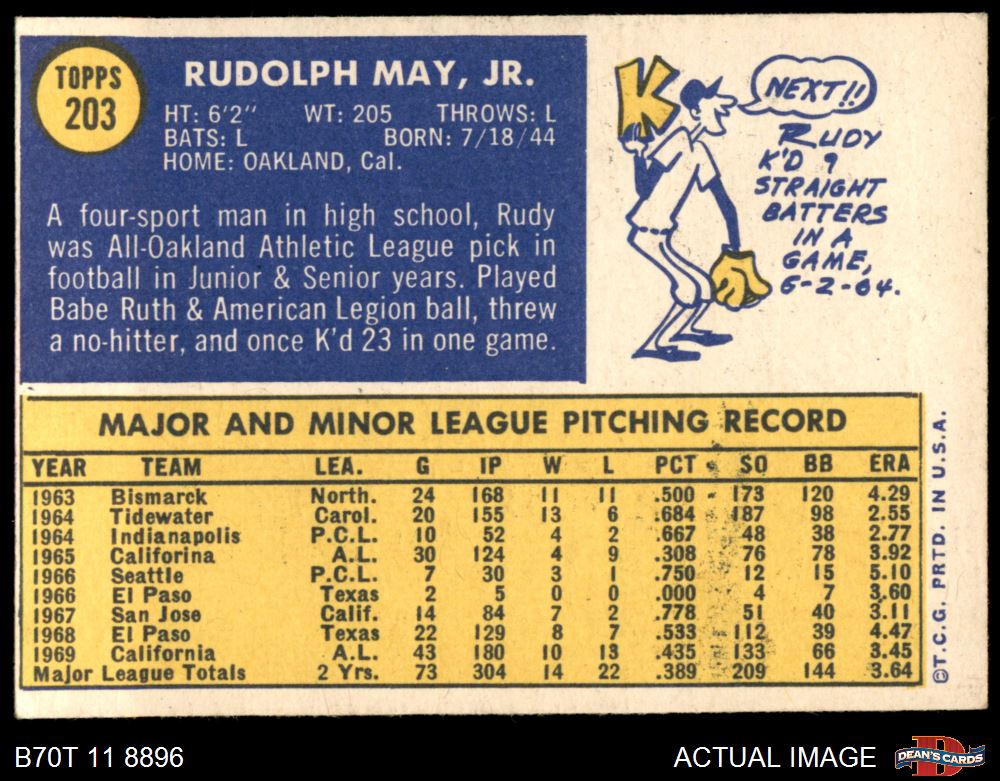 TOPPS
203
RUDOLPH MAY, JR.
HT: 6'2" WT: 205 THROWS: L
BATS: L BORN: 7/18/44
HOME: OAKLAND, Cal.
A four-sport man in high school, Rudy
was All-Oakland Athletic League pick in
football in Junior & Senior years. Played
Babe Ruth & American Legion ball, threw
a no-hitter, and once K'd 23 in one game.
K
NEXT!!
RUDY
K'D 9
STRAIGHT
BATTERS
IN A
GAME,
6-2-64.
MAJOR AND MINOR LEAGUE PITCHING RECORD
YEAR TEAM LEA. G IP W L PCT SO BB ERA
1963 Bismarck North. 24 168 11 11 .500 173 120 4.29
1964 Tidewater Carol. 20 155 13 6 .684 187 98 2.55
1964 Indianapolis P.C.L. 10 52 4 2 .667 48 38 2.77
1965 Califorina A.L. 30 124 4 9 .308 76 78 3.92
1966 Seattle P.C.L. 7 30 3 1 .750 12 15 5.10
1966 El Paso Texas 2 5 0 0 .000 4 7 3.60
1967 San Jose Calif. 14 84 7 2 .778 51 40 3.11
1968 El Paso Texas 22 129 8 7 .533 112 39 4.47
1969 California A.L. 43 180 10 13 .435 133 66 3.45
Major League Totals 2 Yrs. 73 304 14 22 .389 209 144 3.64
©T.C.G. PRTD. IN U.S.A.
B70T 11 8896
ACTUAL IMAGE
D
DEAN'S CARDS